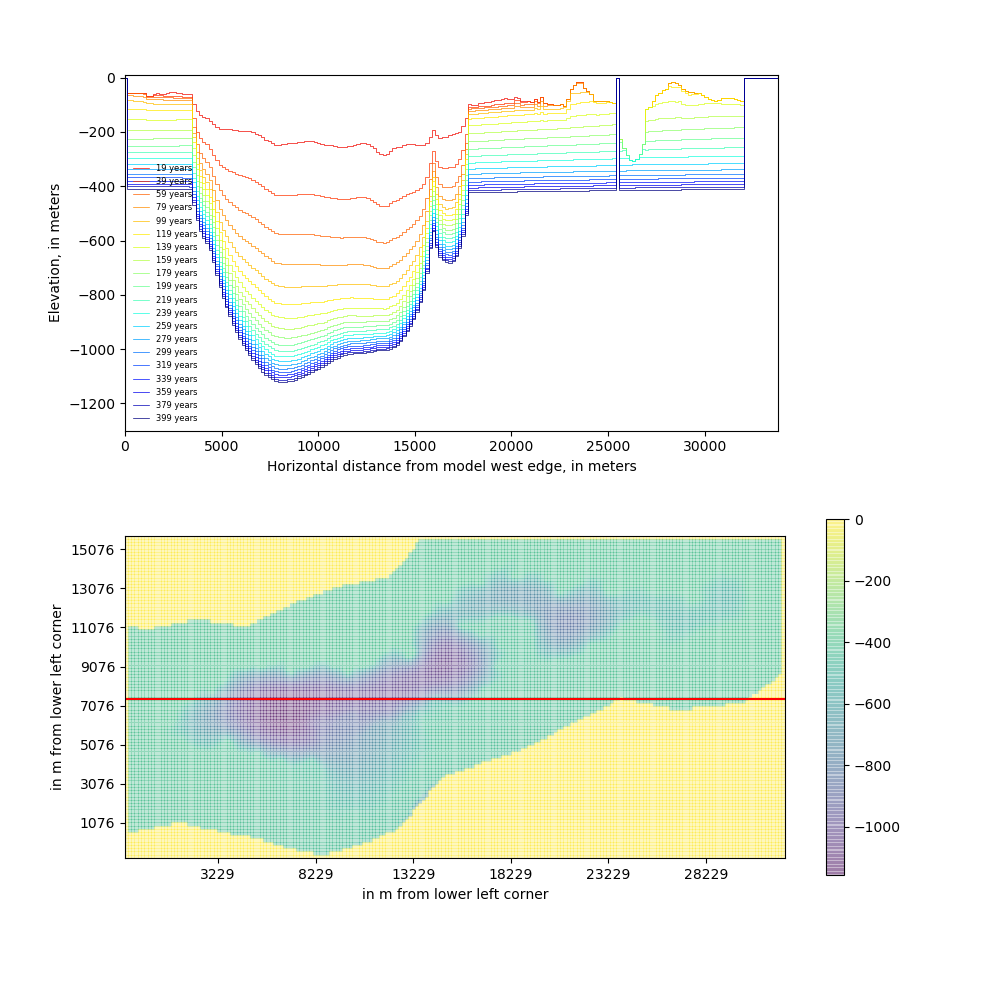 0
−200
−400
−600
−800
−1000
−1200
Elevation, in meters
19 years
39 years
59 years
79 years
99 years
119 years
139 years
159 years
179 years
199 years
219 years
239 years
259 years
279 years
299 years
319 years
339 years
359 years
379 years
399 years
0 5000 10000 15000 20000 25000 30000
Horizontal distance from model west edge, in meters
15076
13076
11076
9076
7076
5076
3076
1076
in m from lower left corner
3229 8229 13229 18229 23229 28229
in m from lower left corner
0
−200
−400
−600
−800
−1000